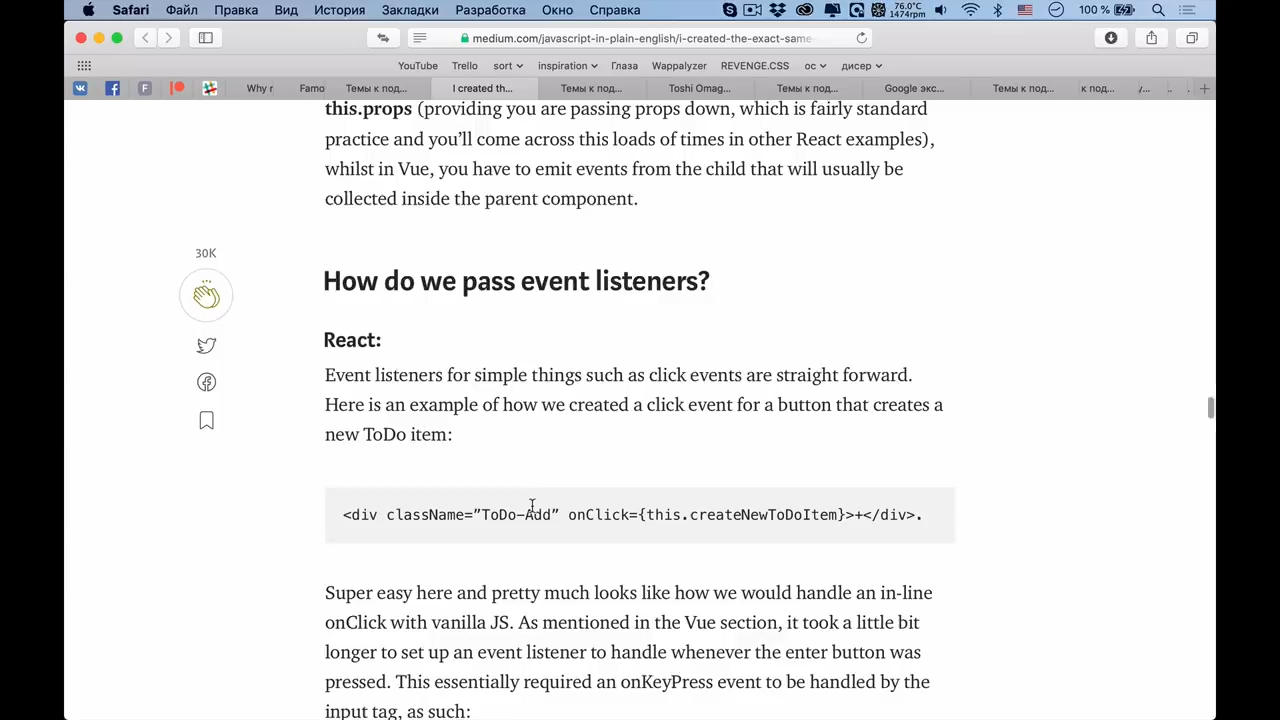 Safari Файл Правка Вид История Закладки Разработка Окно Справка 76.0°C 1474rpm 100 %
medium.com/javascript-in-plain-english/i-created-the-exact-same-
YouTube Trello sort inspiration Глаза Wappalyzer REVENGE.CSS ос дисер
Why r Famo Темы к под... I created th... Темы к под... Toshi Omag... Темы к под... Google экс... Темы к под... к под... /...
this.props (providing you are passing props down, which is fairly standard
practice and you’ll come across this loads of times in other React examples),
whilst in Vue, you have to emit events from the child that will usually be
collected inside the parent component.
30K
How do we pass event listeners?
React:
Event listeners for simple things such as click events are straight forward.
Here is an example of how we created a click event for a button that creates a
new ToDo item:
<div className=”ToDo-Add” onClick={this.createNewToDoItem}>+</div>.
Super easy here and pretty much looks like how we would handle an in-line
onClick with vanilla JS. As mentioned in the Vue section, it took a little bit
longer to set up an event listener to handle whenever the enter button was
pressed. This essentially required an onKeyPress event to be handled by the
input tag, as such: